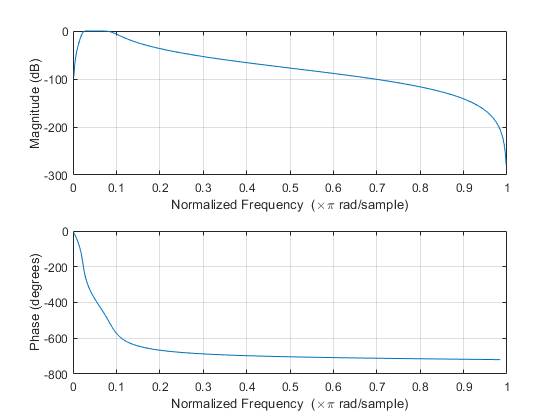 Magnitude (dB)
0
-100
-200
-300
0 0.1 0.2 0.3 0.4 0.5 0.6 0.7 0.8 0.9 1
Normalized Frequency (×π rad/sample)
Phase (degrees)
0
-200
-400
-600
-800
0 0.1 0.2 0.3 0.4 0.5 0.6 0.7 0.8 0.9 1
Normalized Frequency (×π rad/sample)